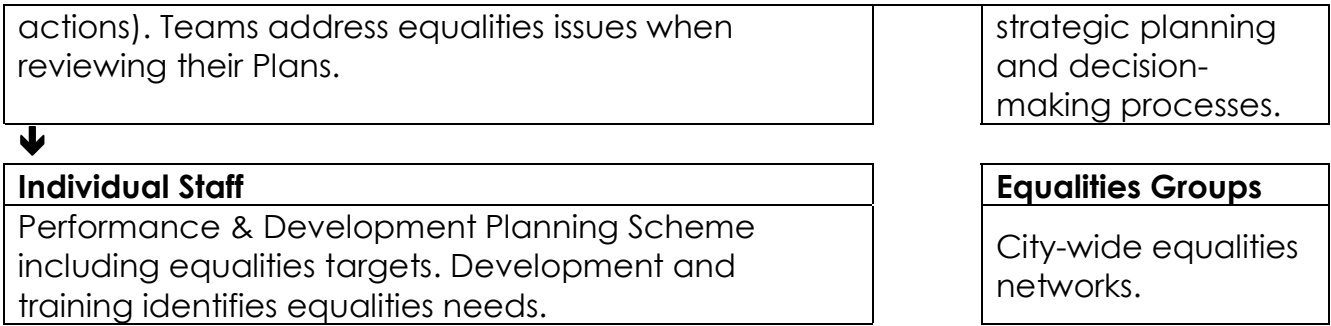 actions). Teams address equalities issues when
reviewing their Plans.
strategic planning
and decision-
making processes.
🡻
Individual Staff
Performance & Development Planning Scheme
including equalities targets. Development and
training identifies equalities needs.
Equalities Groups
City-wide equalities
networks.